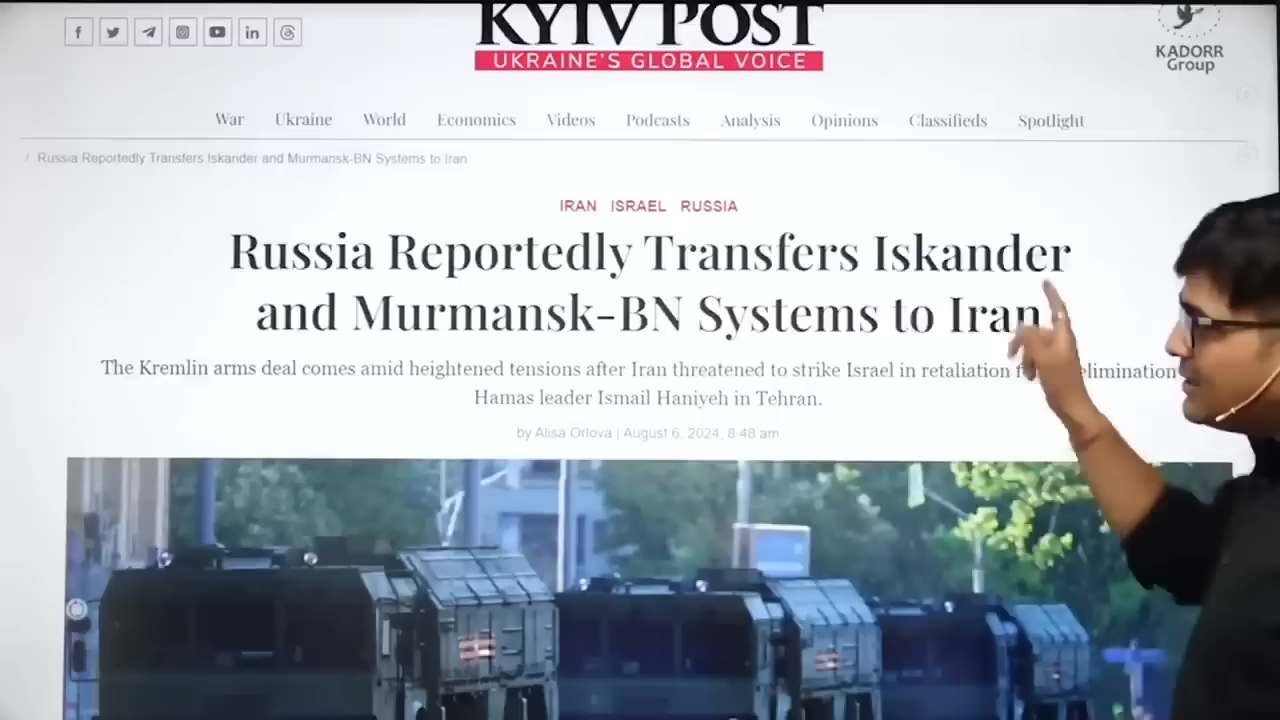 KYIV POST
UKRAINE'S GLOBAL VOICE
KADORR
Group
War Ukraine World Economics Videos Podcasts Analysis Opinions Classifieds Spotlight
/ Russia Reportedly Transfers Iskander and Murmansk-BN Systems to Iran
IRAN ISRAEL RUSSIA
Russia Reportedly Transfers Iskander
and Murmansk-BN Systems to Iran
The Kremlin arms deal comes amid heightened tensions after Iran threatened to strike Israel in retaliation elimination
Hamas leader Ismail Haniyeh in Tehran.
by Alisa Orlova | August 6, 2024, 8:48 am